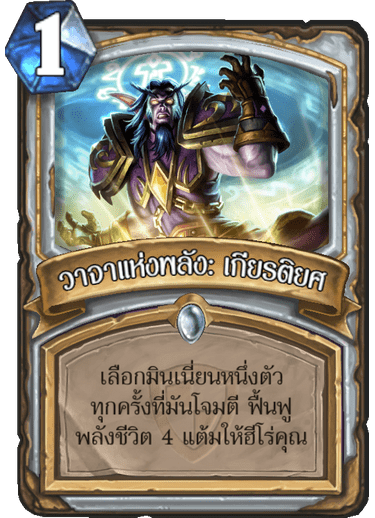 1
วาจาแห่งพลัง: เกียรติยศ
เลือกมินเนี่ยนหนึ่งตัว
ทุกครั้งที่มันโจมตี ฟื้นฟู
พลังชีวิต 4 แต้มให้ฮีโร่คุณ